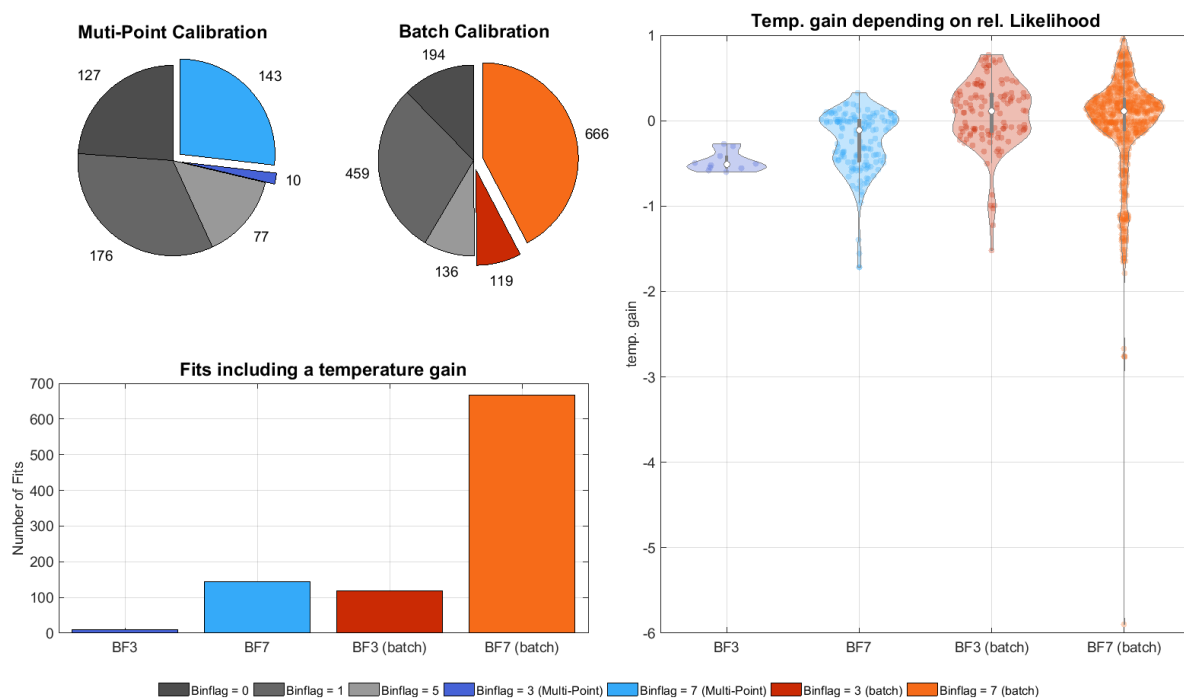 Muti-Point Calibration
127
143
10
77
176
Batch Calibration
194
666
459
136
119
Temp. gain depending on rel. Likelihood
1
0
-1
-2
-3
-4
-5
-6
temp. gain
BF3
BF7
BF3 (batch)
BF7 (batch)
Fits including a temperature gain
700
600
500
400
300
200
100
0
Number of Fits
BF3
BF7
BF3 (batch)
BF7 (batch)
Binflag = 0
Binflag = 1
Binflag = 5
Binflag = 3 (Multi-Point)
Binflag = 7 (Multi-Point)
Binflag = 3 (batch)
Binflag = 7 (batch)